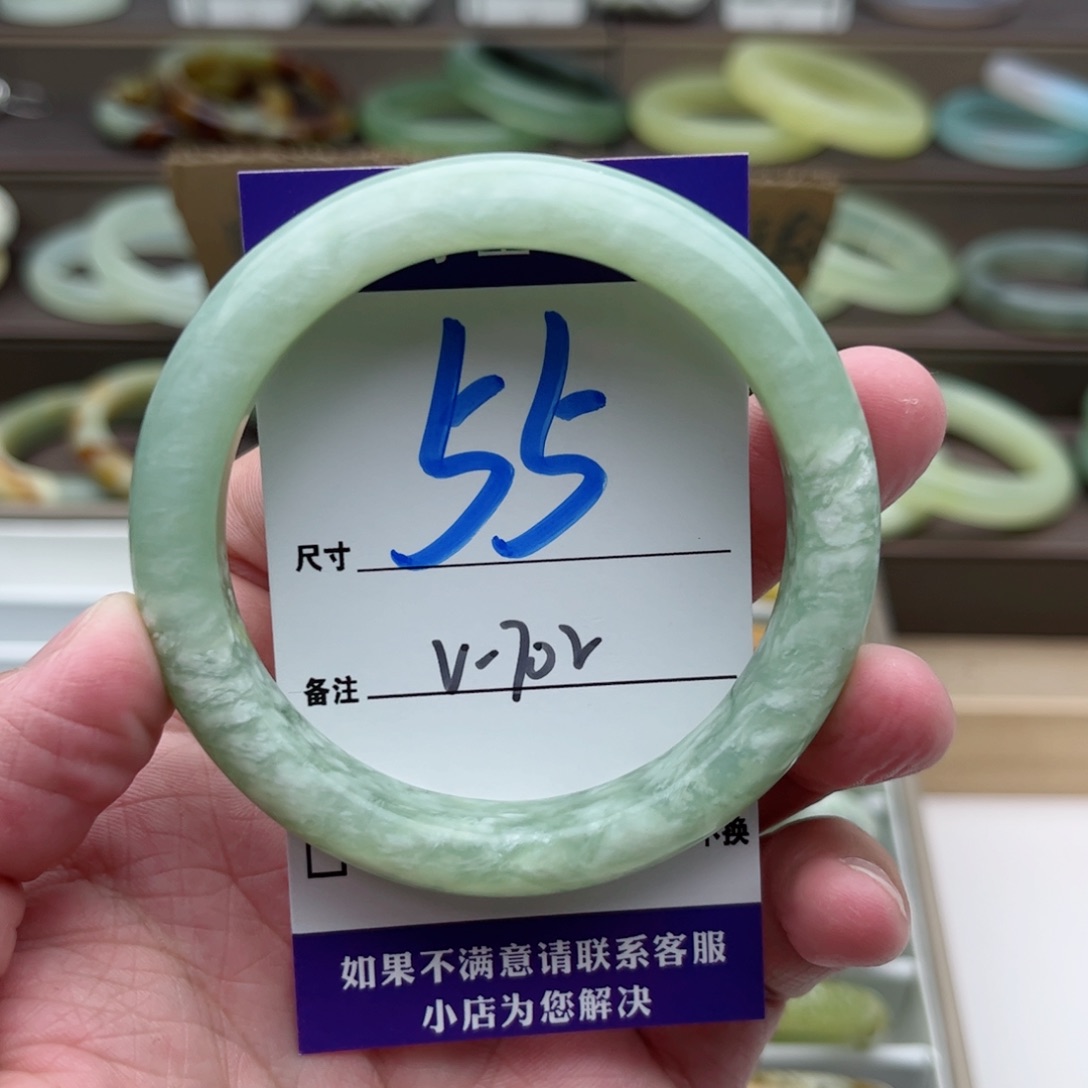 55
尺寸
V-702
备注
不换
如果不满意请联系客服
小店为您解决